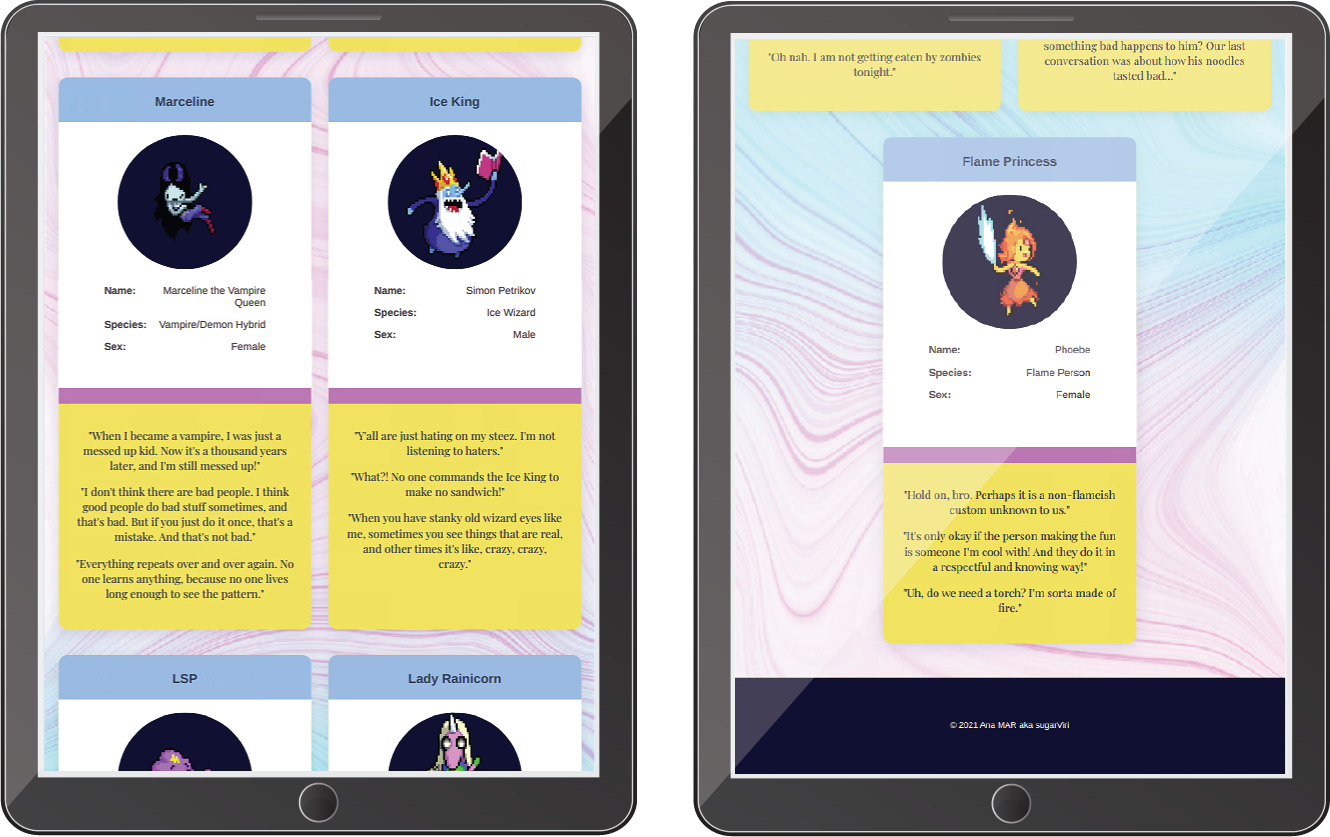 Marceline
Name: Marceline the Vampire
Queen
Species: Vampire/Demon Hybrid
Sex: Female
"When I became a vampire, I was just a
messed up kid. Now it's a thousand years
later, and I'm still messed up!"
"I don't think there are bad people. I think
good people do bad stuff sometimes, and
that's bad. But if you just do it once, that's a
mistake. And that's not bad."
"Everything repeats over and over again. No
one learns anything, because no one lives
long enough to see the pattern."
Ice King
Name: Simon Petrikov
Species: Ice Wizard
Sex: Male
"Y'all are just hating on my steez. I'm not
listening to haters."
"What?! No one commands the Ice King to
make no sandwich!"
"When you have stanky old wizard eyes like
me, sometimes you see things that are real,
and other times it's like, crazy, crazy,
crazy."
LSP
Lady Rainicorn
"Oh nah. I am not getting eaten by zombies
tonight."
something bad happens to him? Our last
conversation was about how his noodles
tasted bad..."
Flame Princess
Name: Phoebe
Species: Flame Person
Sex: Female
"Hold on, bro. Perhaps it is a non-flameish
custom unknown to us."
"It's only okay if the person making the fun
is someone I'm cool with! And they do it in
a respectful and knowing way!"
"Uh, do we need a torch? I'm sorta made of
fire."
© 2021 Ana MAR aka sugarViri